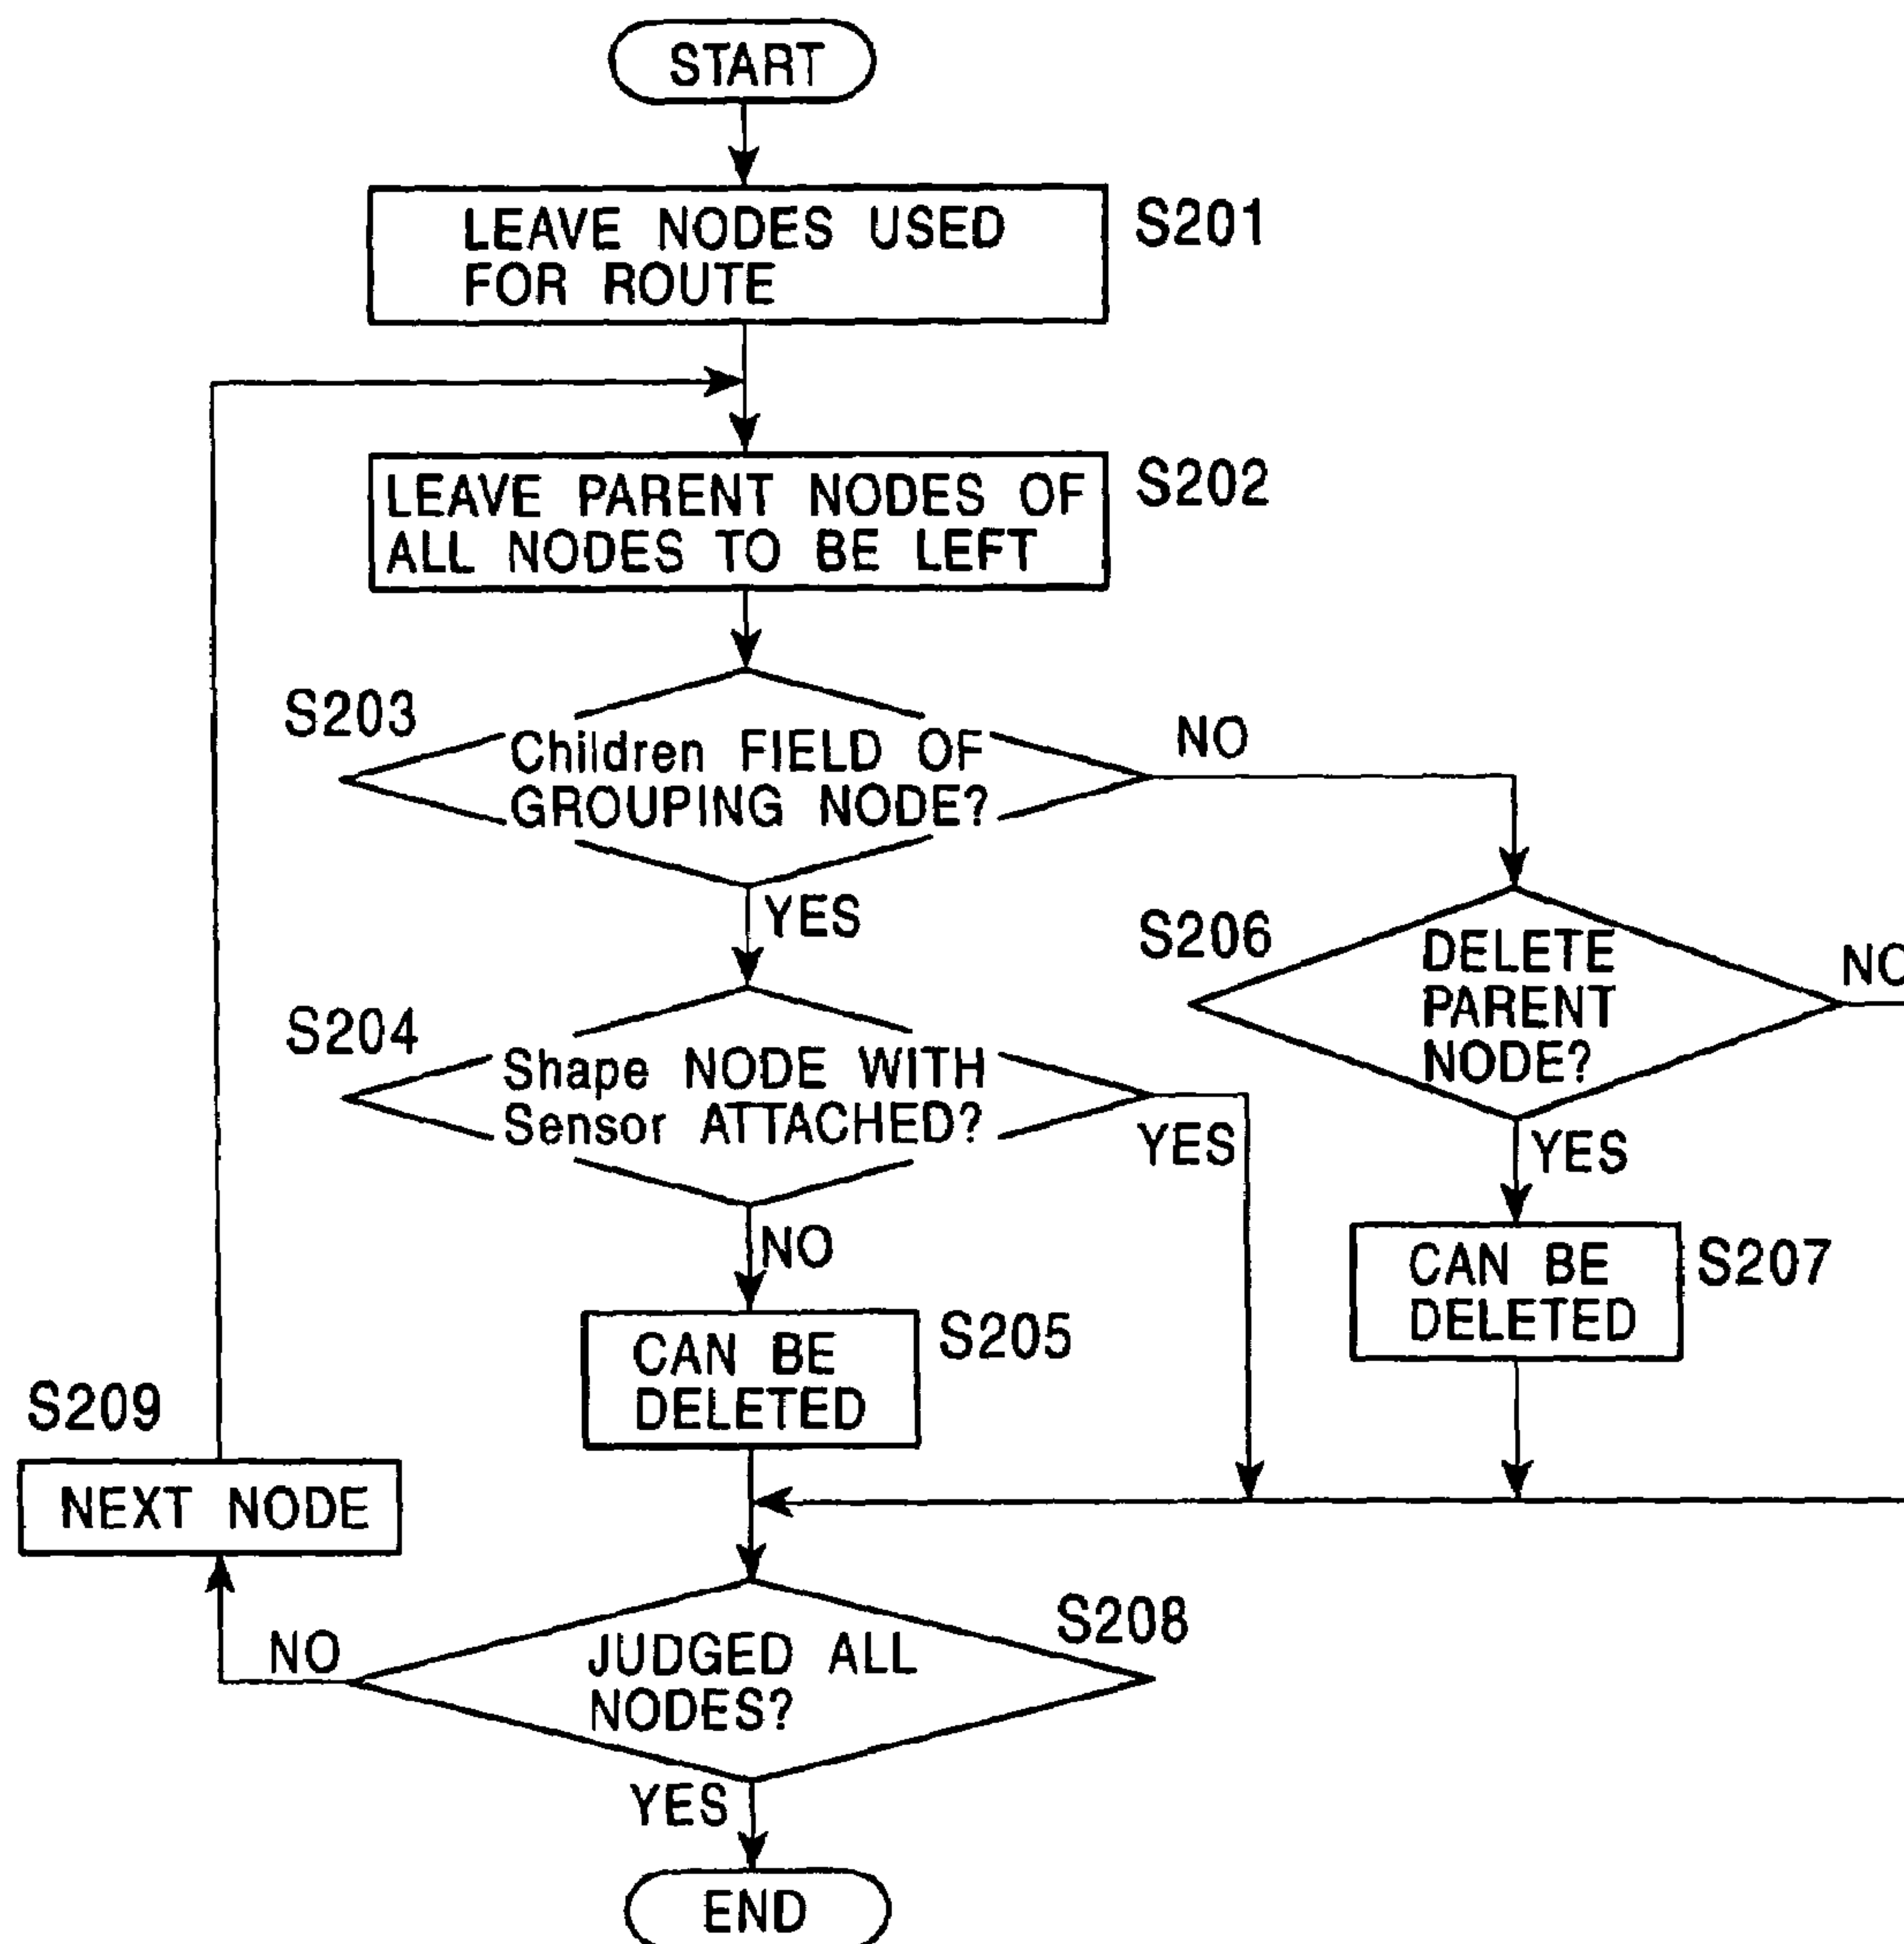 START
LEAVE NODES USED
FOR ROUTE
S201
LEAVE PARENT NODES OF
ALL NODES TO BE LEFT
S202
S203
Children FIELD OF
GROUPING NODE?
NO
YES
S206
DELETE
PARENT
NODE?
NO
YES
S204
Shape NODE WITH
Sensor ATTACHED?
YES
NO
CAN BE
DELETED
S207
CAN BE
DELETED
S205
S209
NEXT NODE
S208
JUDGED ALL
NODES?
NO
YES
END